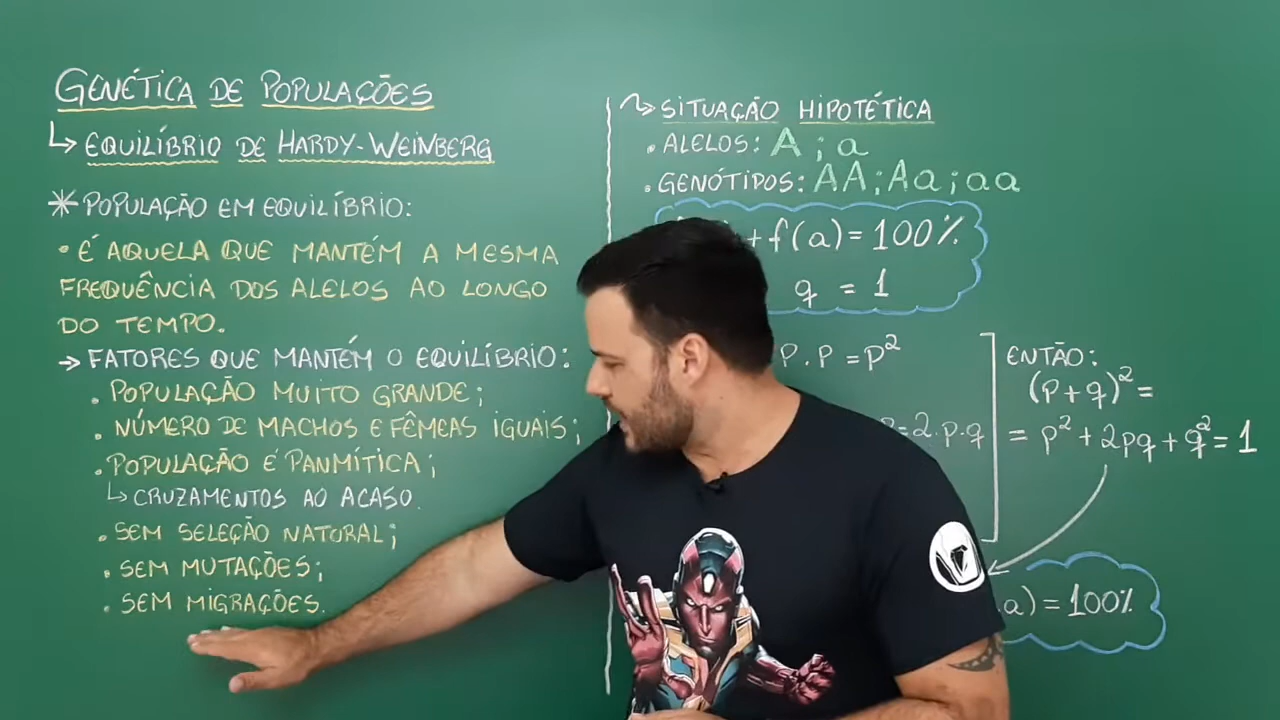 GENÉTICA DE POPULAÇÕES
↳ EQUILÍBRIO DE HARDY-WEINBERG
* POPULAÇÃO EM EQUILÍBRIO:
• É AQUELA QUE MANTÉM A MESMA
FREQUÊNCIA DOS ALELOS AO LONGO
DO TEMPO.
→ FATORES QUE MANTÉM O EQUILÍBRIO:
• POPULAÇÃO MUITO GRANDE;
• NÚMERO DE MACHOS E FÊMEAS IGUAIS;
• POPULAÇÃO É PANMÍTICA;
↳ CRUZAMENTOS AO ACASO.
• SEM SELEÇÃO NATURAL;
• SEM MUTAÇÕES;
• SEM MIGRAÇÕES.
→ SITUAÇÃO HIPOTÉTICA
• ALELOS: A ; a
• GENÓTIPOS: AA; Aa; aa
+ f(a) = 100%
q = 1
P . P = P²
= 2 . p . q
ENTÃO:
(p + q)² =
= p² + 2pq + q² = 1
a) = 100%